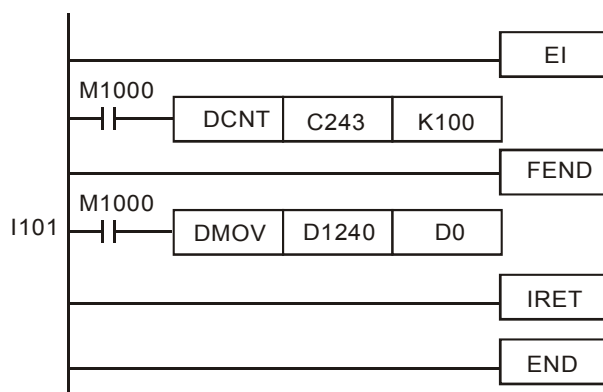 EI
M1000
DCNT C243 K100
FEND
M1000
I101 DMOV D1240 D0
IRET
END